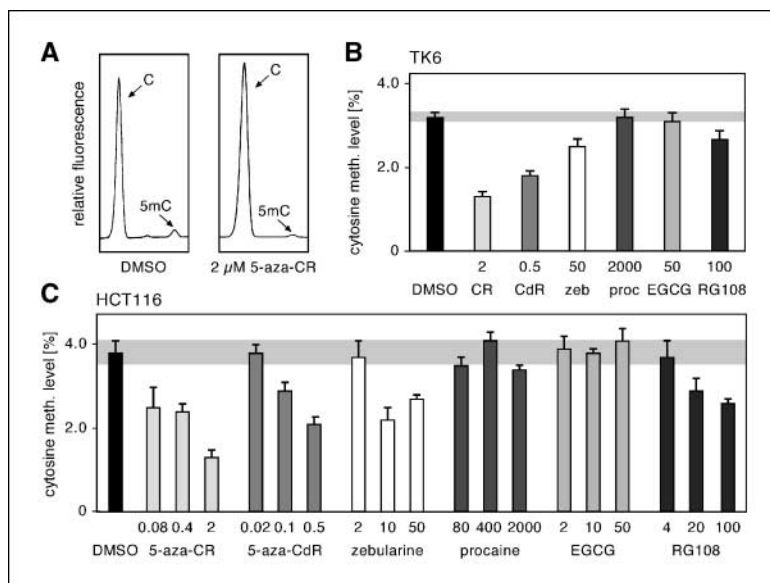 A
C
C
relative fluorescence
5mC
5mC
DMSO
2 µM 5-aza-CR
B
TK6
cytosine meth. level [%]
4.0
2.0
0
2 0.5 50 2000 50 100
DMSO CR CdR zeb proc EGCG RG108
C
HCT116
cytosine meth. level [%]
4.0
2.0
0
0.08 0.4 2 0.02 0.1 0.5 2 10 50 80 400 2000 2 10 50 4 20 100
DMSO 5-aza-CR 5-aza-CdR zebularine procaine EGCG RG108